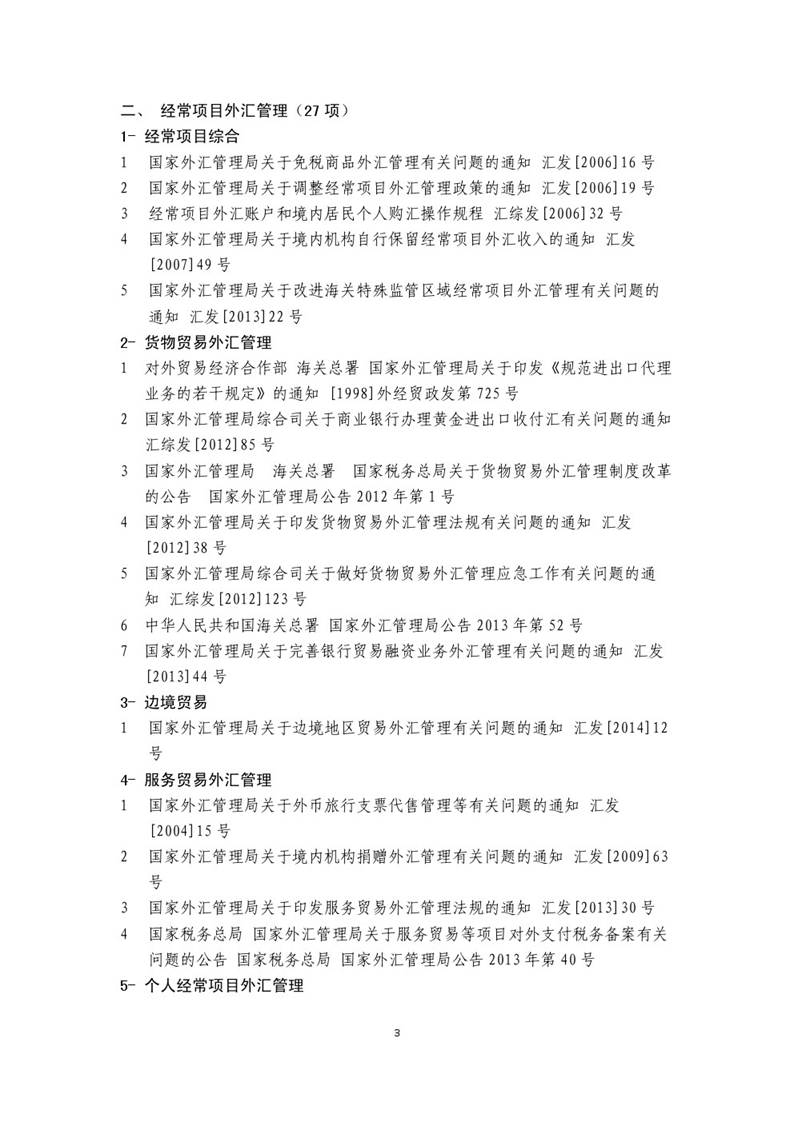 二、 经常项目外汇管理（27 项）
1- 经常项目综合
1 国家外汇管理局关于免税商品外汇管理有关问题的通知 汇发[2006]16 号
2 国家外汇管理局关于调整经常项目外汇管理政策的通知 汇发[2006]19 号
3 经常项目外汇账户和境内居民个人购汇操作规程 汇综发[2006]32 号
4 国家外汇管理局关于境内机构自行保留经常项目外汇收入的通知 汇发
[2007]49 号
5 国家外汇管理局关于改进海关特殊监管区域经常项目外汇管理有关问题的
通知 汇发[2013]22 号
2- 货物贸易外汇管理
1 对外贸易经济合作部 海关总署 国家外汇管理局关于印发《规范进出口代理
业务的若干规定》的通知 [1998]外经贸政发第 725 号
2 国家外汇管理局综合司关于商业银行办理黄金进出口收付汇有关问题的通知
汇综发[2012]85 号
3 国家外汇管理局 海关总署 国家税务总局关于货物贸易外汇管理制度改革
的公告 国家外汇管理局公告 2012 年第 1 号
4 国家外汇管理局关于印发货物贸易外汇管理法规有关问题的通知 汇发
[2012]38 号
5 国家外汇管理局综合司关于做好货物贸易外汇管理应急工作有关问题的通
知 汇综发[2012]123 号
6 中华人民共和国海关总署 国家外汇管理局公告 2013 年第 52 号
7 国家外汇管理局关于完善银行贸易融资业务外汇管理有关问题的通知 汇发
[2013]44 号
3- 边境贸易
1 国家外汇管理局关于边境地区贸易外汇管理有关问题的通知 汇发[2014]12
号
4- 服务贸易外汇管理
1 国家外汇管理局关于外币旅行支票代售管理等有关问题的通知 汇发
[2004]15 号
2 国家外汇管理局关于境内机构捐赠外汇管理有关问题的通知 汇发[2009]63
号
3 国家外汇管理局关于印发服务贸易外汇管理法规的通知 汇发[2013]30 号
4 国家税务总局 国家外汇管理局关于服务贸易等项目对外支付税务备案有关
问题的公告 国家税务总局 国家外汇管理局公告 2013 年第 40 号
5- 个人经常项目外汇管理
3